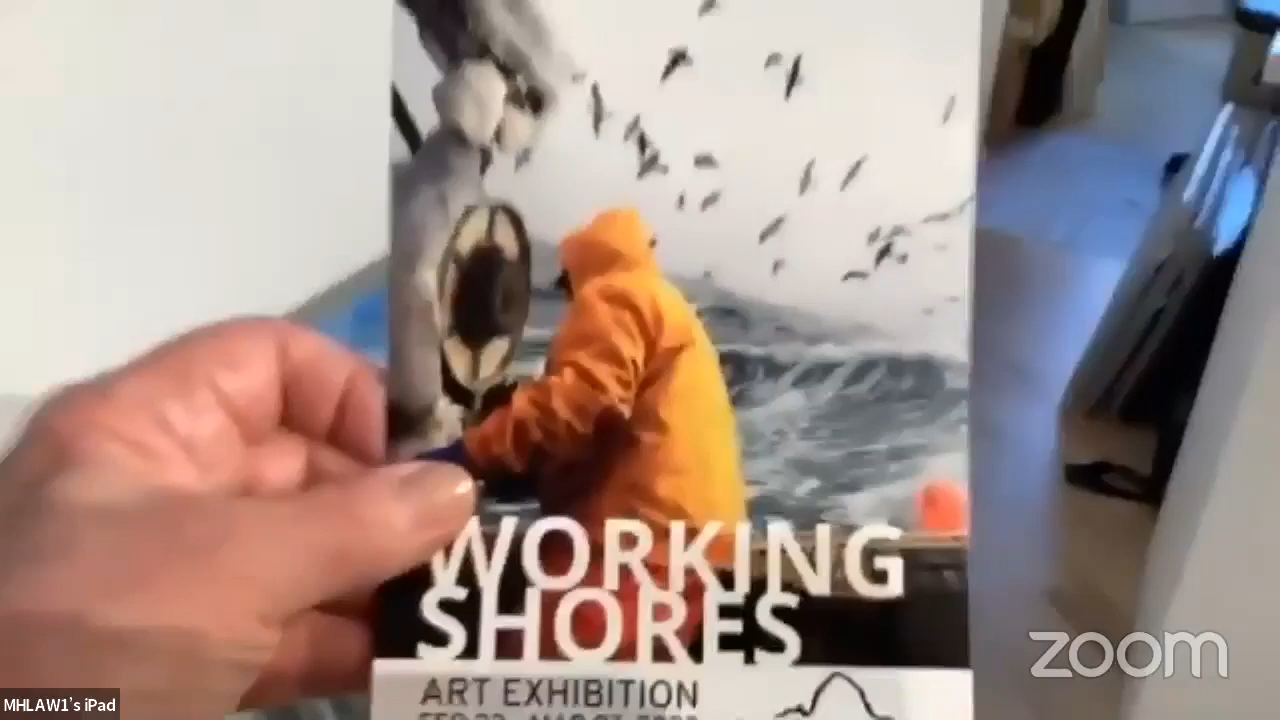 WORKING
SHORES
ART EXHIBITION
zoom
MHLAW1's iPad